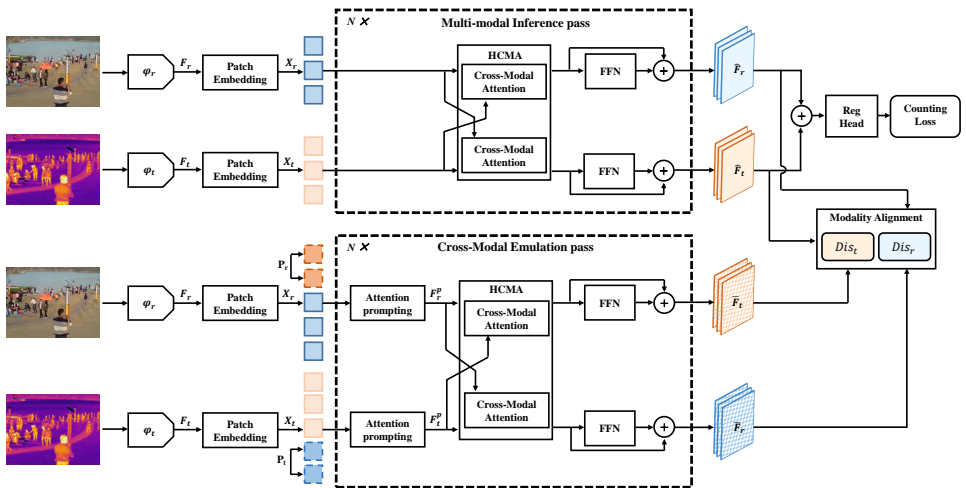 N ×
Multi-modal Inference pass
φr
Fr
Patch
Embedding
Xr
HCMA
Cross-Modal
Attention
Cross-Modal
Attention
FFN
+
F̂r
φt
Ft
Patch
Embedding
Xt
FFN
+
F̂t
+
Reg
Head
Counting
Loss
Modality Alignment
Dist
Disr
N ×
Cross-Modal Emulation pass
Pr
φr
Fr
Patch
Embedding
Xr
Attention
prompting
Frp
HCMA
Cross-Modal
Attention
Cross-Modal
Attention
FFN
+
F̄t
φt
Ft
Patch
Embedding
Xt
Attention
prompting
Ftp
FFN
+
F̄r
Pt